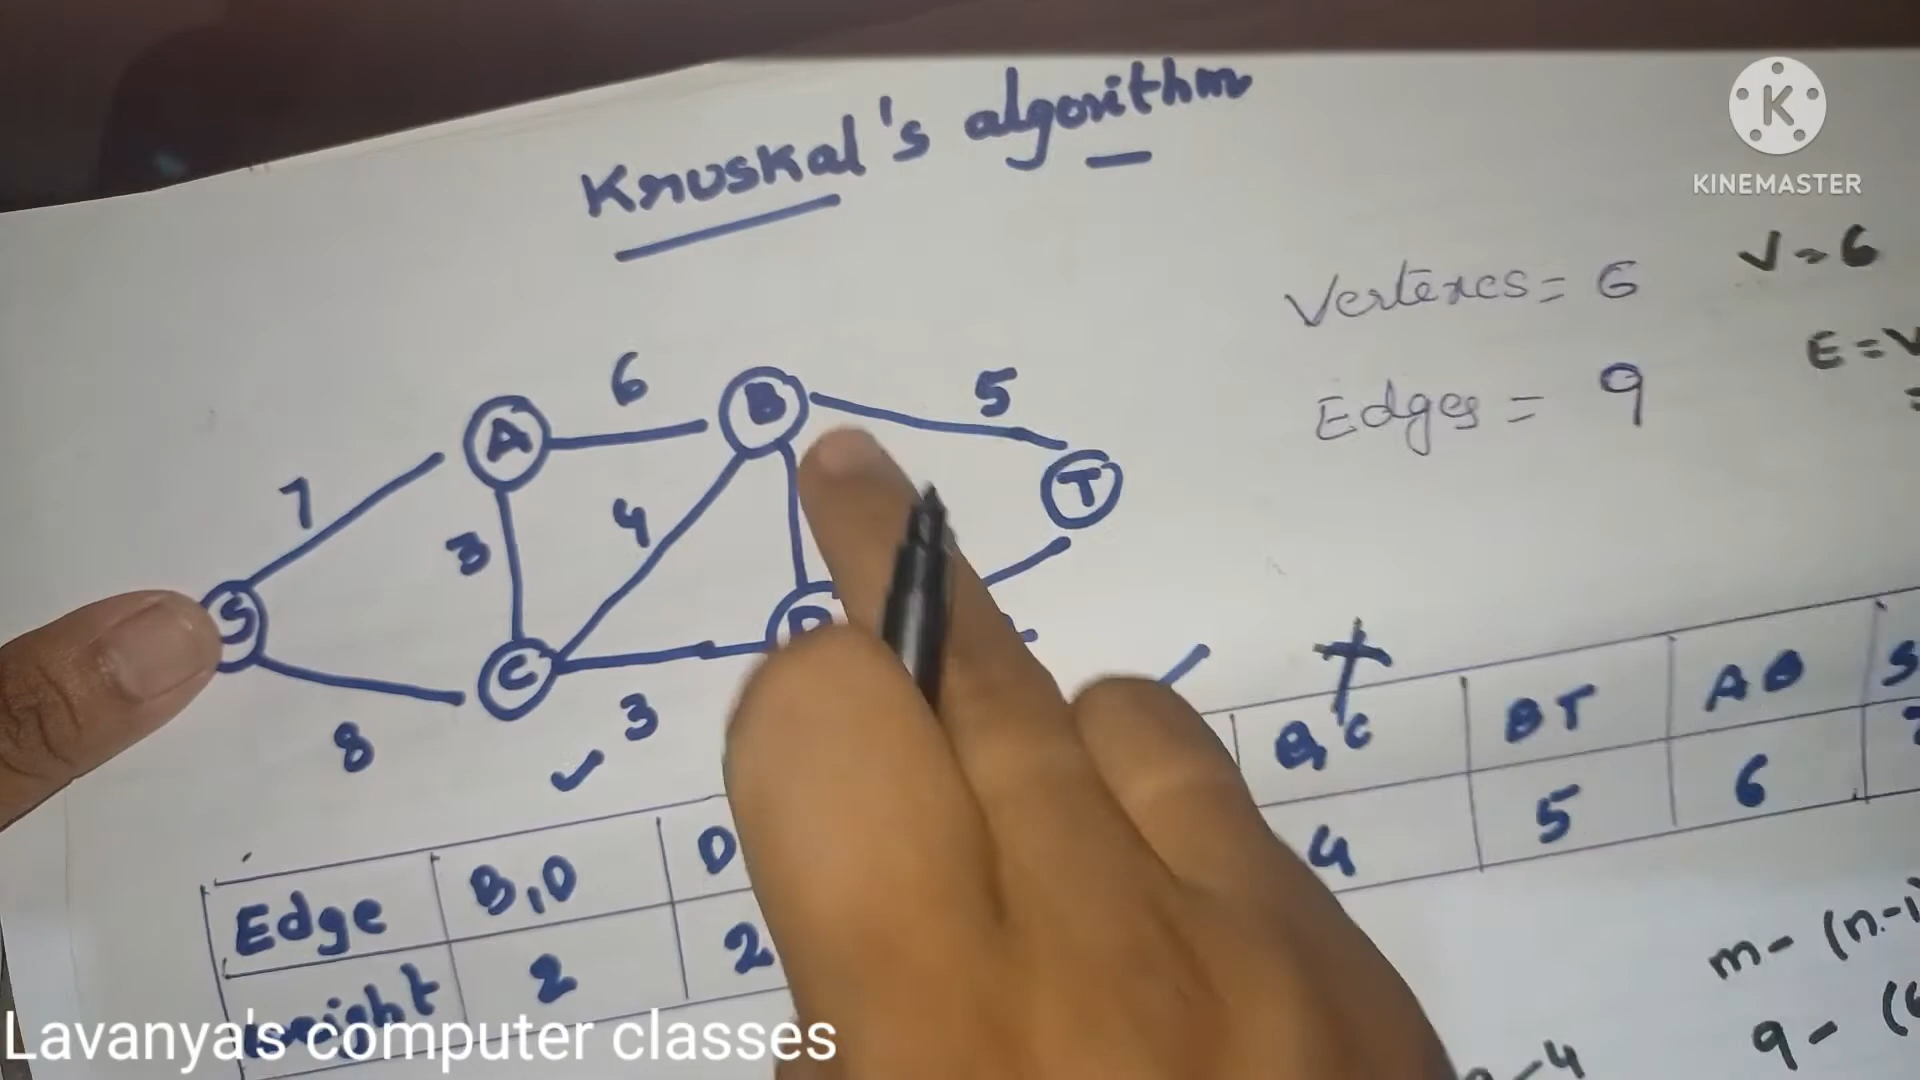 Kruskal's algorithm
K
KINEMASTER
Vertexes = 6
V = 6
E = V
Edges = 9
6
B
5
A
T
7
3
4
S
C
D
8
3
Edge
B,D
D
B,C
BT
AB
S
weight
2
2
4
5
6
m - (n-1)
9 - (
Lavanya's computer classes